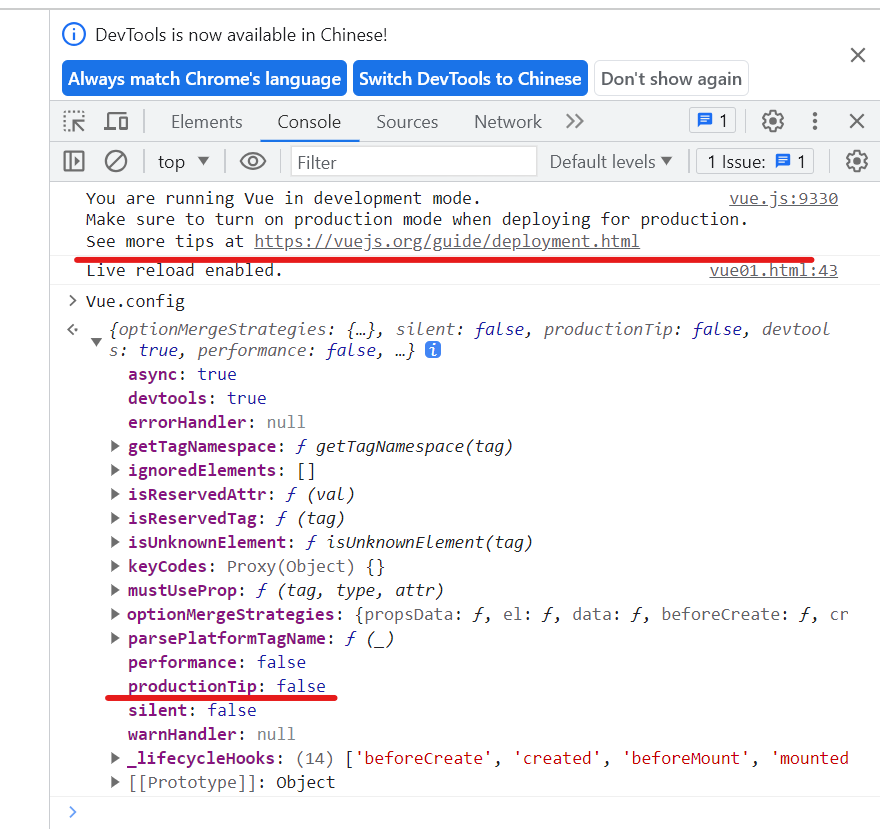 DevTools is now available in Chinese!
Always match Chrome's language Switch DevTools to Chinese Don't show again
Elements Console Sources Network 1
top Filter Default levels 1 Issue: 1
You are running Vue in development mode. vue.js:9330
Make sure to turn on production mode when deploying for production.
See more tips at https://vuejs.org/guide/deployment.html
Live reload enabled. vue01.html:43
> Vue.config
{optionMergeStrategies: {…}, silent: false, productionTip: false, devtool
s: true, performance: false, …} i
async: true
devtools: true
errorHandler: null
getTagNamespace: ƒ getTagNamespace(tag)
ignoredElements: []
isReservedAttr: ƒ (val)
isReservedTag: ƒ (tag)
isUnknownElement: ƒ isUnknownElement(tag)
keyCodes: Proxy(Object) {}
mustUseProp: ƒ (tag, type, attr)
optionMergeStrategies: {propsData: ƒ, el: ƒ, data: ƒ, beforeCreate: ƒ, cr
parsePlatformTagName: ƒ (_)
performance: false
productionTip: false
silent: false
warnHandler: null
_lifecycleHooks: (14) ['beforeCreate', 'created', 'beforeMount', 'mounted
[[Prototype]]: Object
>